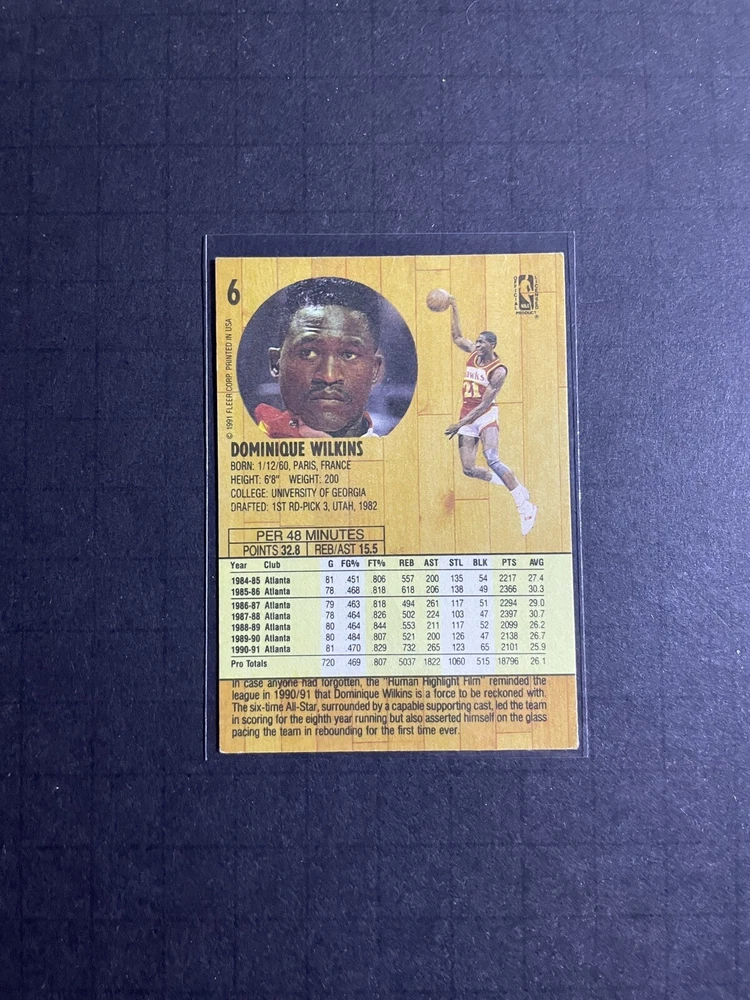 6
OFFICIAL LICENSED
NBA
PRODUCT ®
© 1991 FLEER CORP. PRINTED IN USA
awks
21
DOMINIQUE WILKINS
BORN: 1/12/60, PARIS, FRANCE
HEIGHT: 6'8" WEIGHT: 200
COLLEGE: UNIVERSITY OF GEORGIA
DRAFTED: 1ST RD-PICK 3, UTAH, 1982
PER 48 MINUTES
POINTS 32.8 REB/AST 15.5
Year Club G FG% FT% REB AST STL BLK PTS AVG
1984-85 Atlanta 81 .451 .806 557 200 135 54 2217 27.4
1985-86 Atlanta 78 .468 .818 618 206 138 49 2366 30.3
1986-87 Atlanta 79 .463 .818 494 261 117 51 2294 29.0
1987-88 Atlanta 78 .464 .826 502 224 103 47 2397 30.7
1988-89 Atlanta 80 .464 .844 553 211 117 52 2099 26.2
1989-90 Atlanta 80 .484 .807 521 200 126 47 2138 26.7
1990-91 Atlanta 81 .470 .829 732 265 123 65 2101 25.9
Pro Totals 720 .469 .807 5037 1822 1060 515 18796 26.1
In case anyone had forgotten, the "Human Highlight Film" reminded the
league in 1990/91 that Dominique Wilkins is a force to be reckoned with.
The six-time All-Star, surrounded by a capable supporting cast, led the team
in scoring for the eighth year running but also asserted himself on the glass
pacing the team in rebounding for the first time ever.